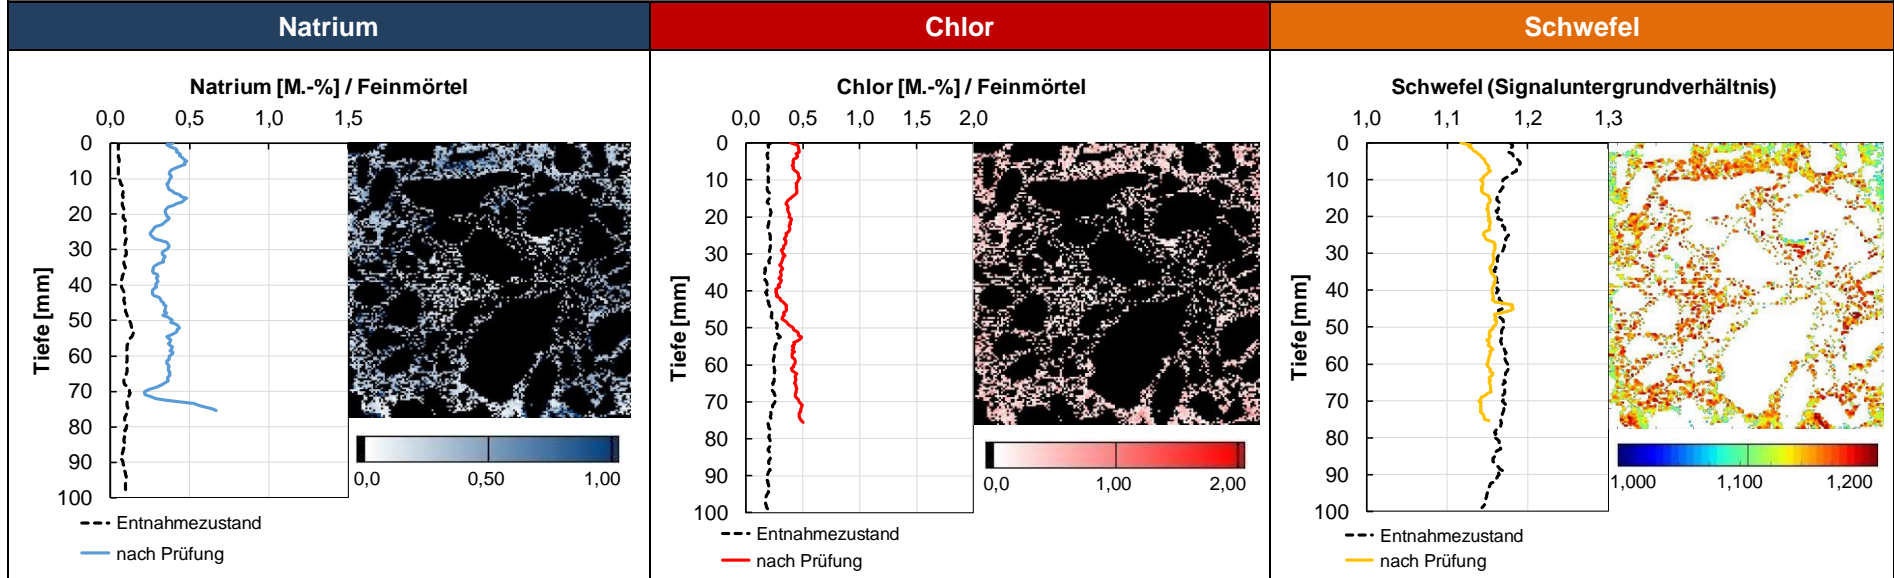 Natrium
Chlor
Schwefel
Natrium [M.-%] / Feinmörtel
0,0 0,5 1,0 1,5
0
10
20
30
40
50
60
70
80
90
100
Tiefe [mm]
0,0 0,50 1,00
Entnahmezustand
nach Prüfung
Chlor [M.-%] / Feinmörtel
0,0 0,5 1,0 1,5 2,0
0
10
20
30
40
50
60
70
80
90
100
Tiefe [mm]
0,0 1,00 2,00
Entnahmezustand
nach Prüfung
Schwefel (Signaluntergrundverhältnis)
1,0 1,1 1,2 1,3
0
10
20
30
40
50
60
70
80
90
100
Tiefe [mm]
1,000 1,100 1,200
Entnahmezustand
nach Prüfung